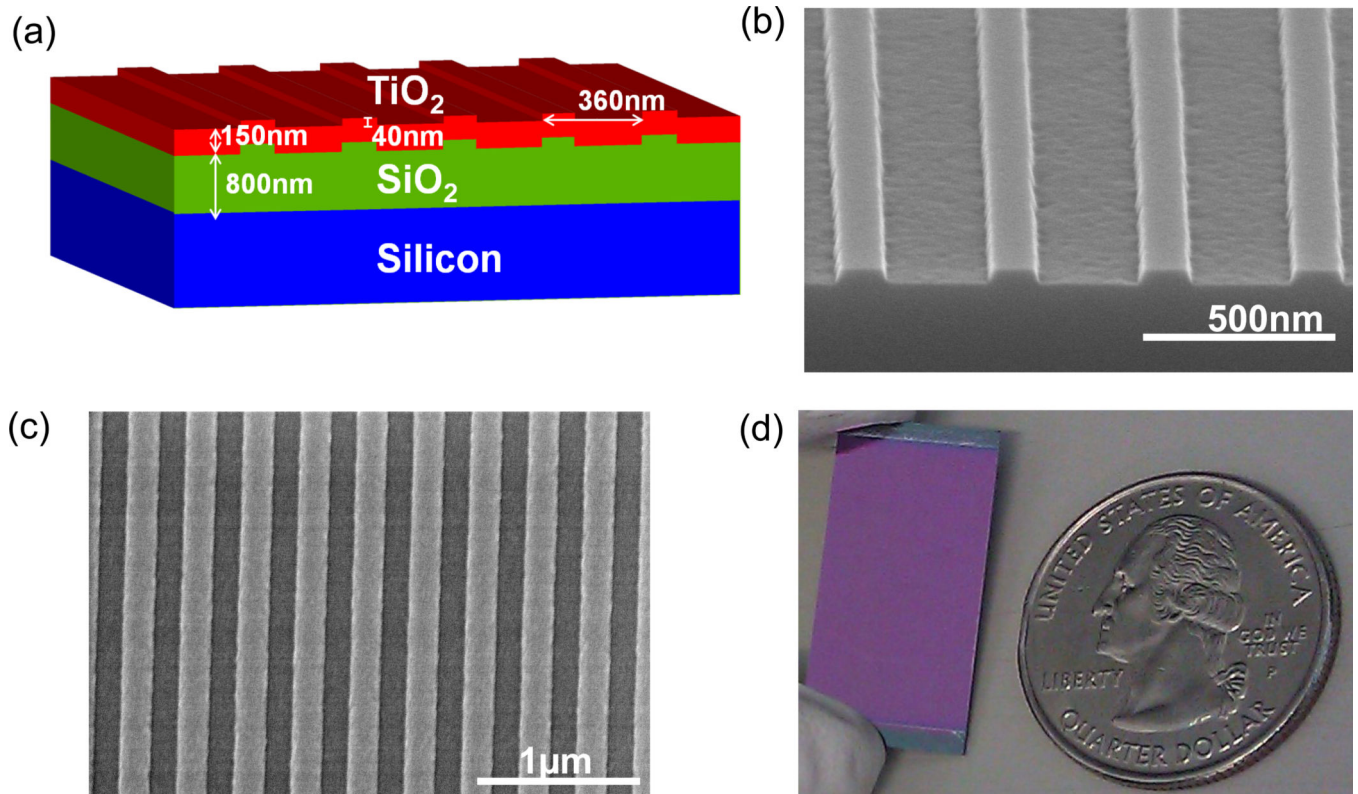 (a)
TiO₂
360nm
150nm
40nm
800nm
SiO₂
Silicon
(b)
500nm
(c)
1µm
(d)
UNITED STATES OF AMERICA
IN
GOD WE
TRUST
P
LIBERTY
QUARTER DOLLAR